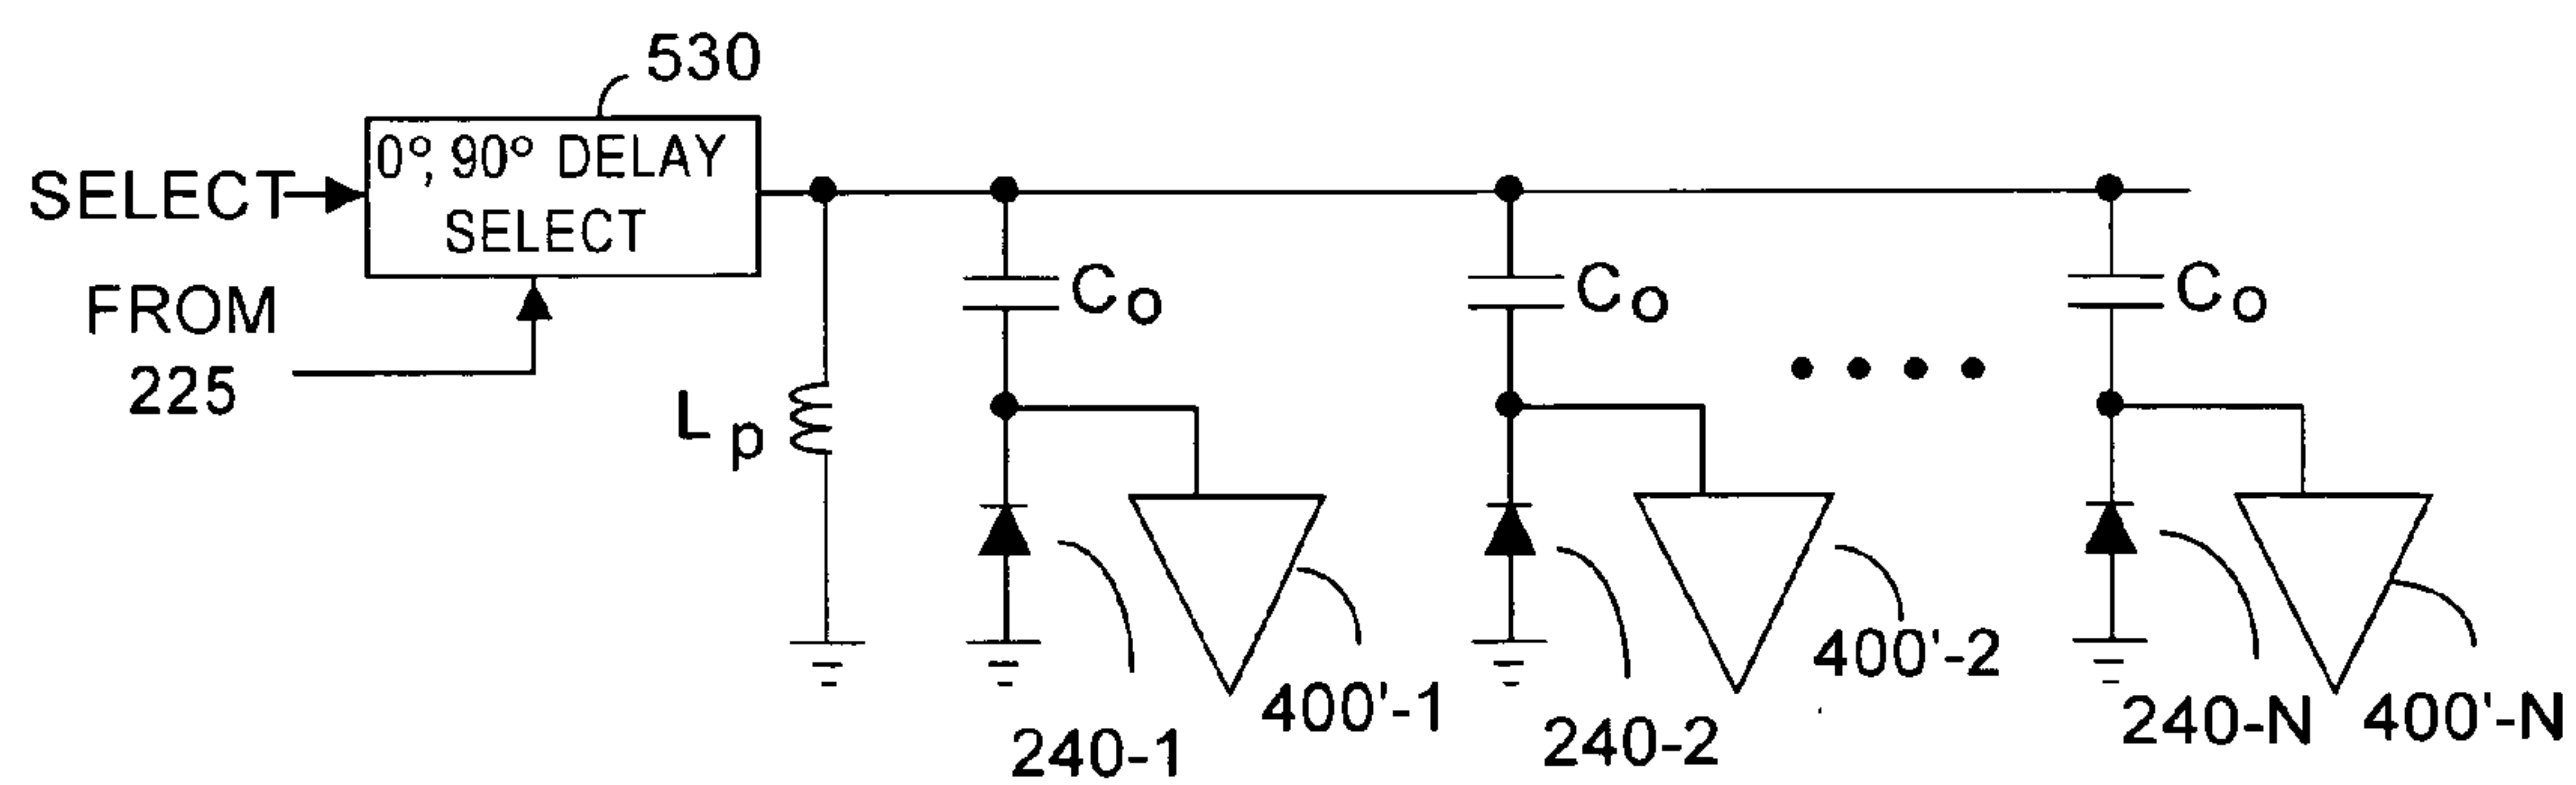 530
0°, 90° DELAY
SELECT
SELECT
FROM
225
Lp
Co
Co
Co
240-1
400'-1
240-2
400'-2
240-N
400'-N